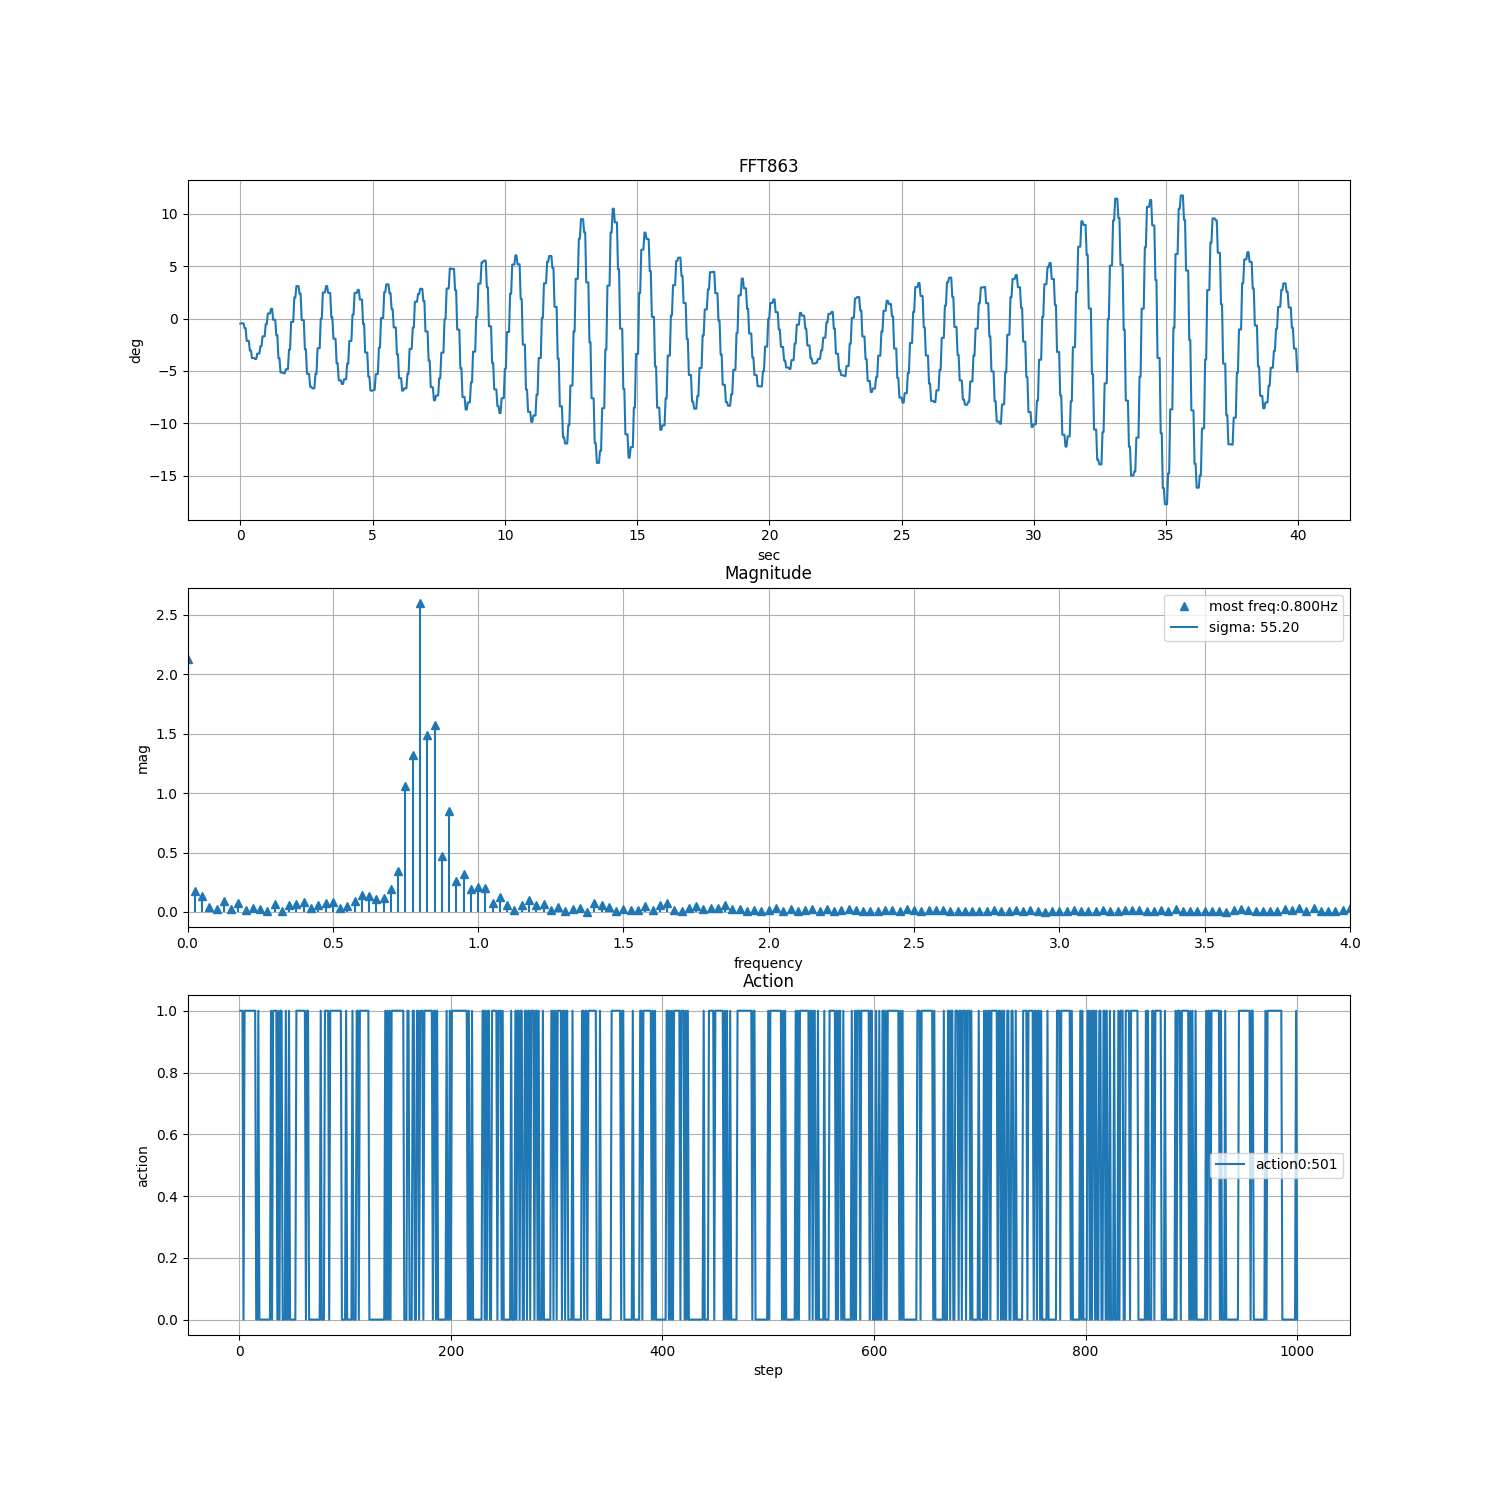 FFT863
10
5
0
−5
−10
−15
deg
0 5 10 15 20 25 30 35 40
sec
Magnitude
2.5
2.0
1.5
1.0
0.5
0.0
mag
most freq:0.800Hz
sigma: 55.20
0.0 0.5 1.0 1.5 2.0 2.5 3.0 3.5 4.0
frequency
Action
1.0
0.8
0.6
0.4
0.2
0.0
action
action0:501
0 200 400 600 800 1000
step